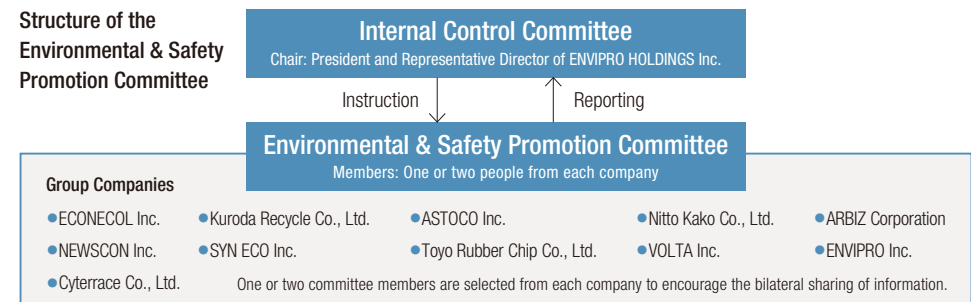 Structure of the
Environmental & Safety
Promotion Committee
Internal Control Committee
Chair: President and Representative Director of ENVIPRO HOLDINGS Inc.
Instruction
Reporting
Environmental & Safety Promotion Committee
Members: One or two people from each company
Group Companies
●ECONECOL Inc. ●Kuroda Recycle Co., Ltd. ●ASTOCO Inc. ●Nitto Kako Co., Ltd. ●ARBIZ Corporation
●NEWSCON Inc. ●SYN ECO Inc. ●Toyo Rubber Chip Co., Ltd. ●VOLTA Inc. ●ENVIPRO Inc.
●Cyterrace Co., Ltd. One or two committee members are selected from each company to encourage the bilateral sharing of information.